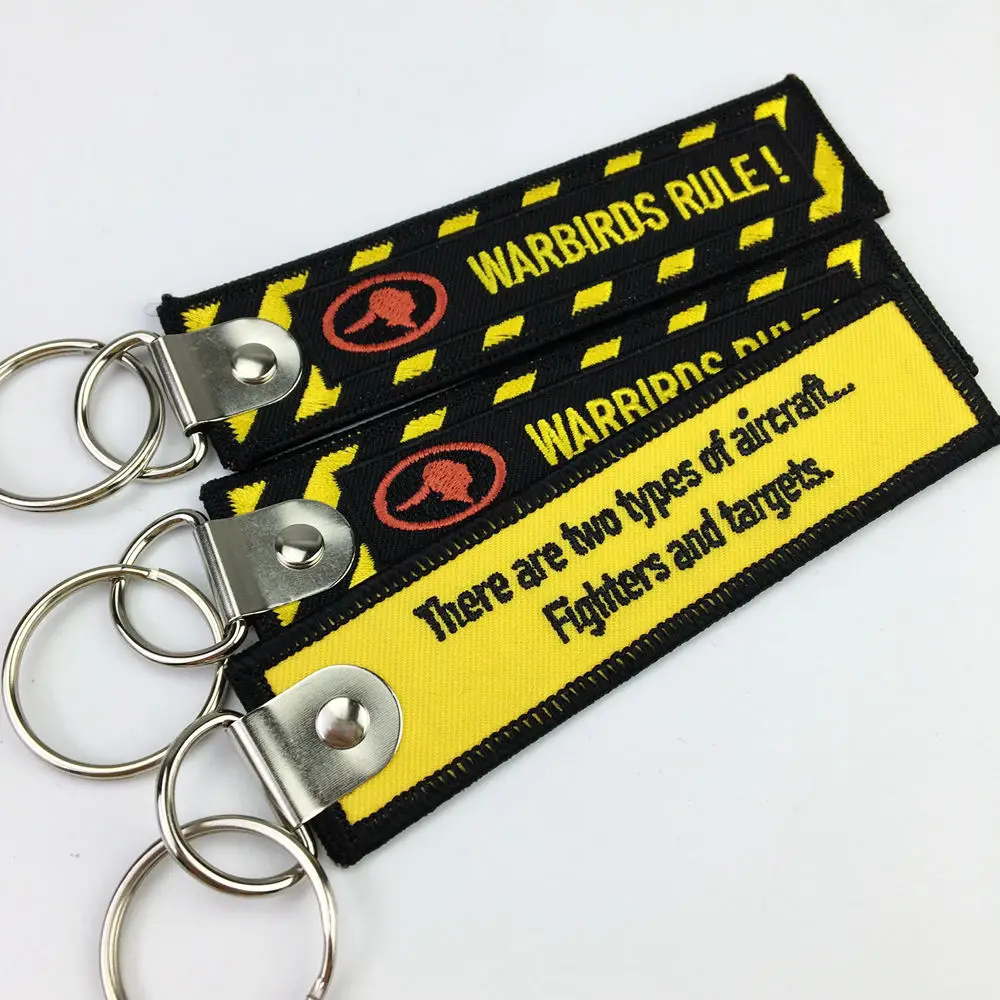 WARBIRDS RULE!
WARBIRDS RULE
There are two types of aircraft...
Fighters and targets.